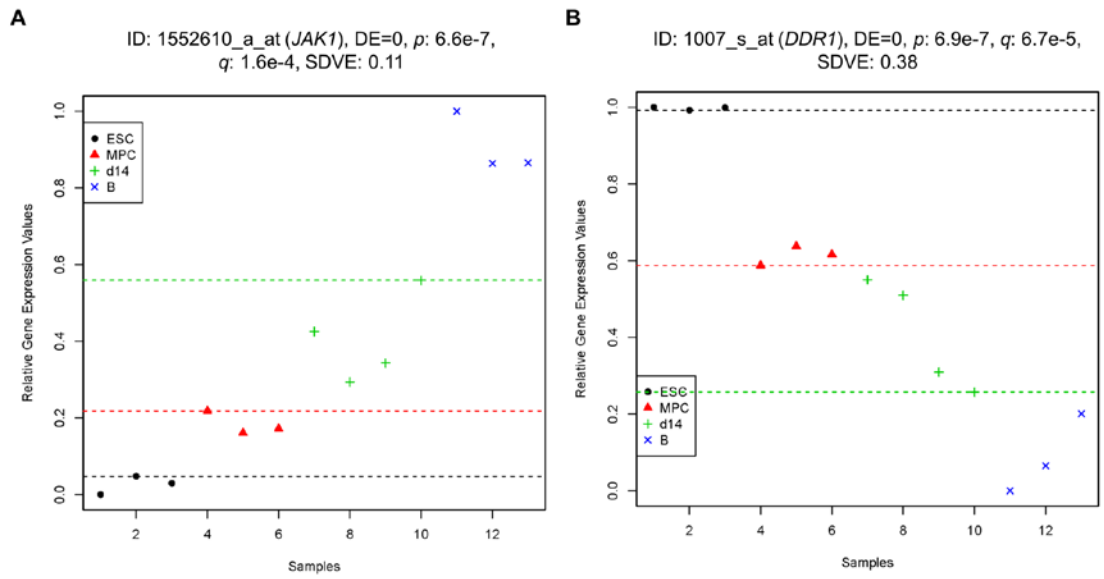 A
ID: 1552610_a_at (JAK1), DE=0, p: 6.6e-7,
q: 1.6e-4, SDVE: 0.11
Relative Gene Expression Values
1.0
0.8
0.6
0.4
0.2
0.0
ESC
MPC
d14
B
2 4 6 8 10 12
Samples
B
ID: 1007_s_at (DDR1), DE=0, p: 6.9e-7, q: 6.7e-5,
SDVE: 0.38
Relative Gene Expression Values
1.0
0.8
0.6
0.4
0.2
0.0
ESC
MPC
d14
B
2 4 6 8 10 12
Samples